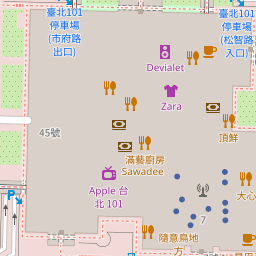 臺北101
停車場
(市府路
出口)
臺北101
停車場
(松智路
入口)
Devialet
Zara
45號
頂鮮
滿藝廚房
Sawadee
Apple 台
北 101
大心
7
隨意鳥地
方
P